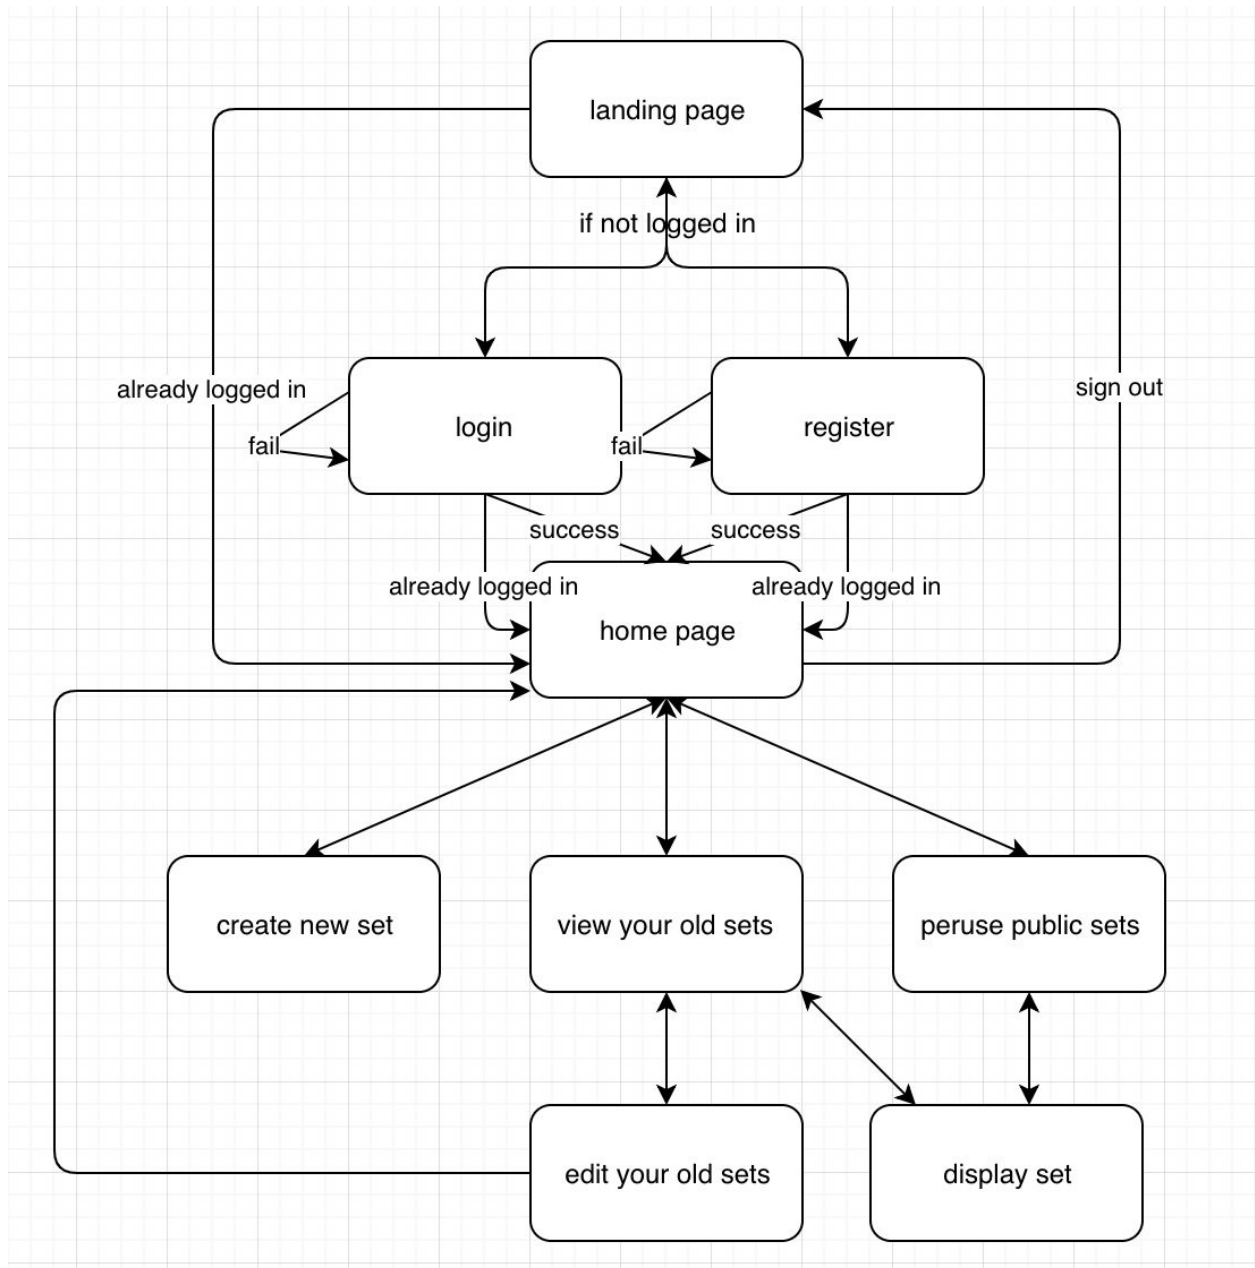 landing page
if not logged in
already logged in
sign out
login
register
fail
fail
success
success
already logged in
already logged in
home page
create new set
view your old sets
peruse public sets
edit your old sets
display set